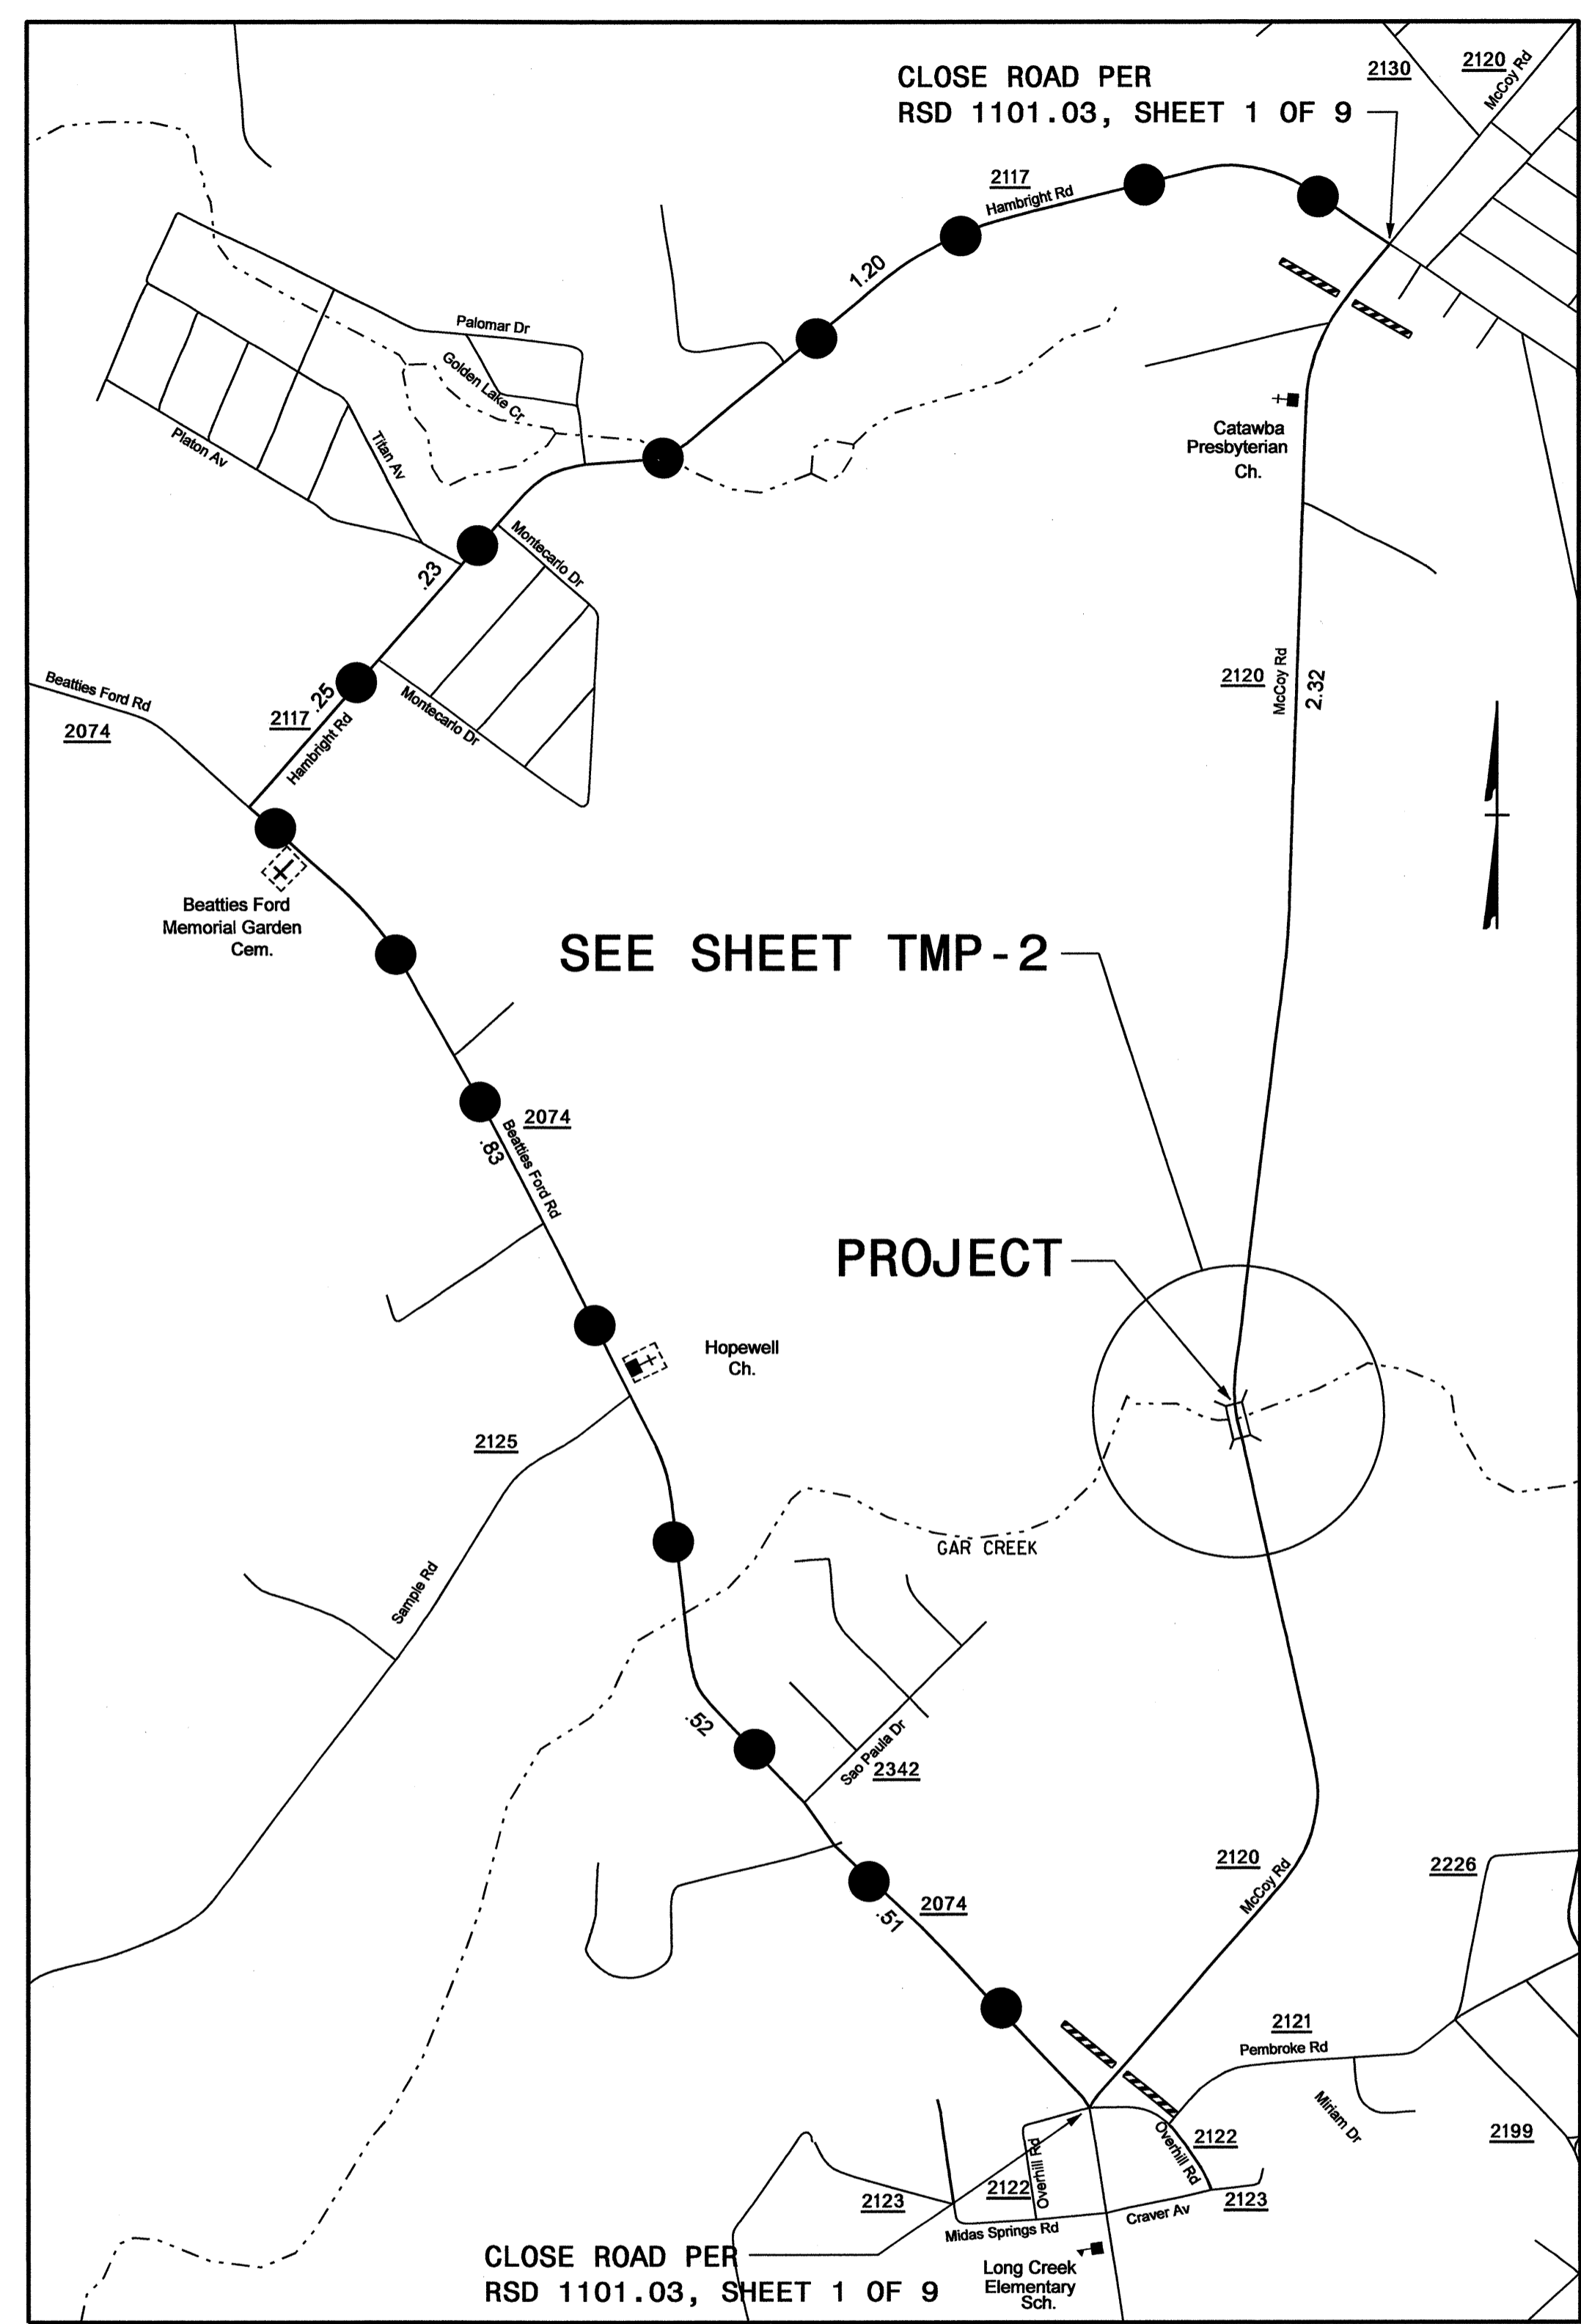 CLOSE ROAD PER
RSD 1101.03, SHEET 1 OF 9
2130
2120
McCoy Rd
2117
Hambright Rd
1.20
Palomar Dr
Golden Lake Cr
Platon Av
Titan Av
Catawba
Presbyterian
Ch.
Montecarlo Dr
.23
Beatties Ford Rd
2074
.25
2117
Hambright Rd
Montecarlo Dr
2120
McCoy Rd
2.32
Beatties Ford
Memorial Garden
Cem.
SEE SHEET TMP-2
2074
.83
Beatties Ford Rd
PROJECT
Hopewell
Ch.
2125
GAR CREEK
Sample Rd
.52
Sao Paula Dr
2342
2120
McCoy Rd
2226
2074
.51
2121
Pembroke Rd
Miriam Dr
2199
2122
Overhill Rd
2122
Overhill Rd
2123
2123
Midas Springs Rd
Craver Av
CLOSE ROAD PER
RSD 1101.03, SHEET 1 OF 9
Long Creek
Elementary
Sch.